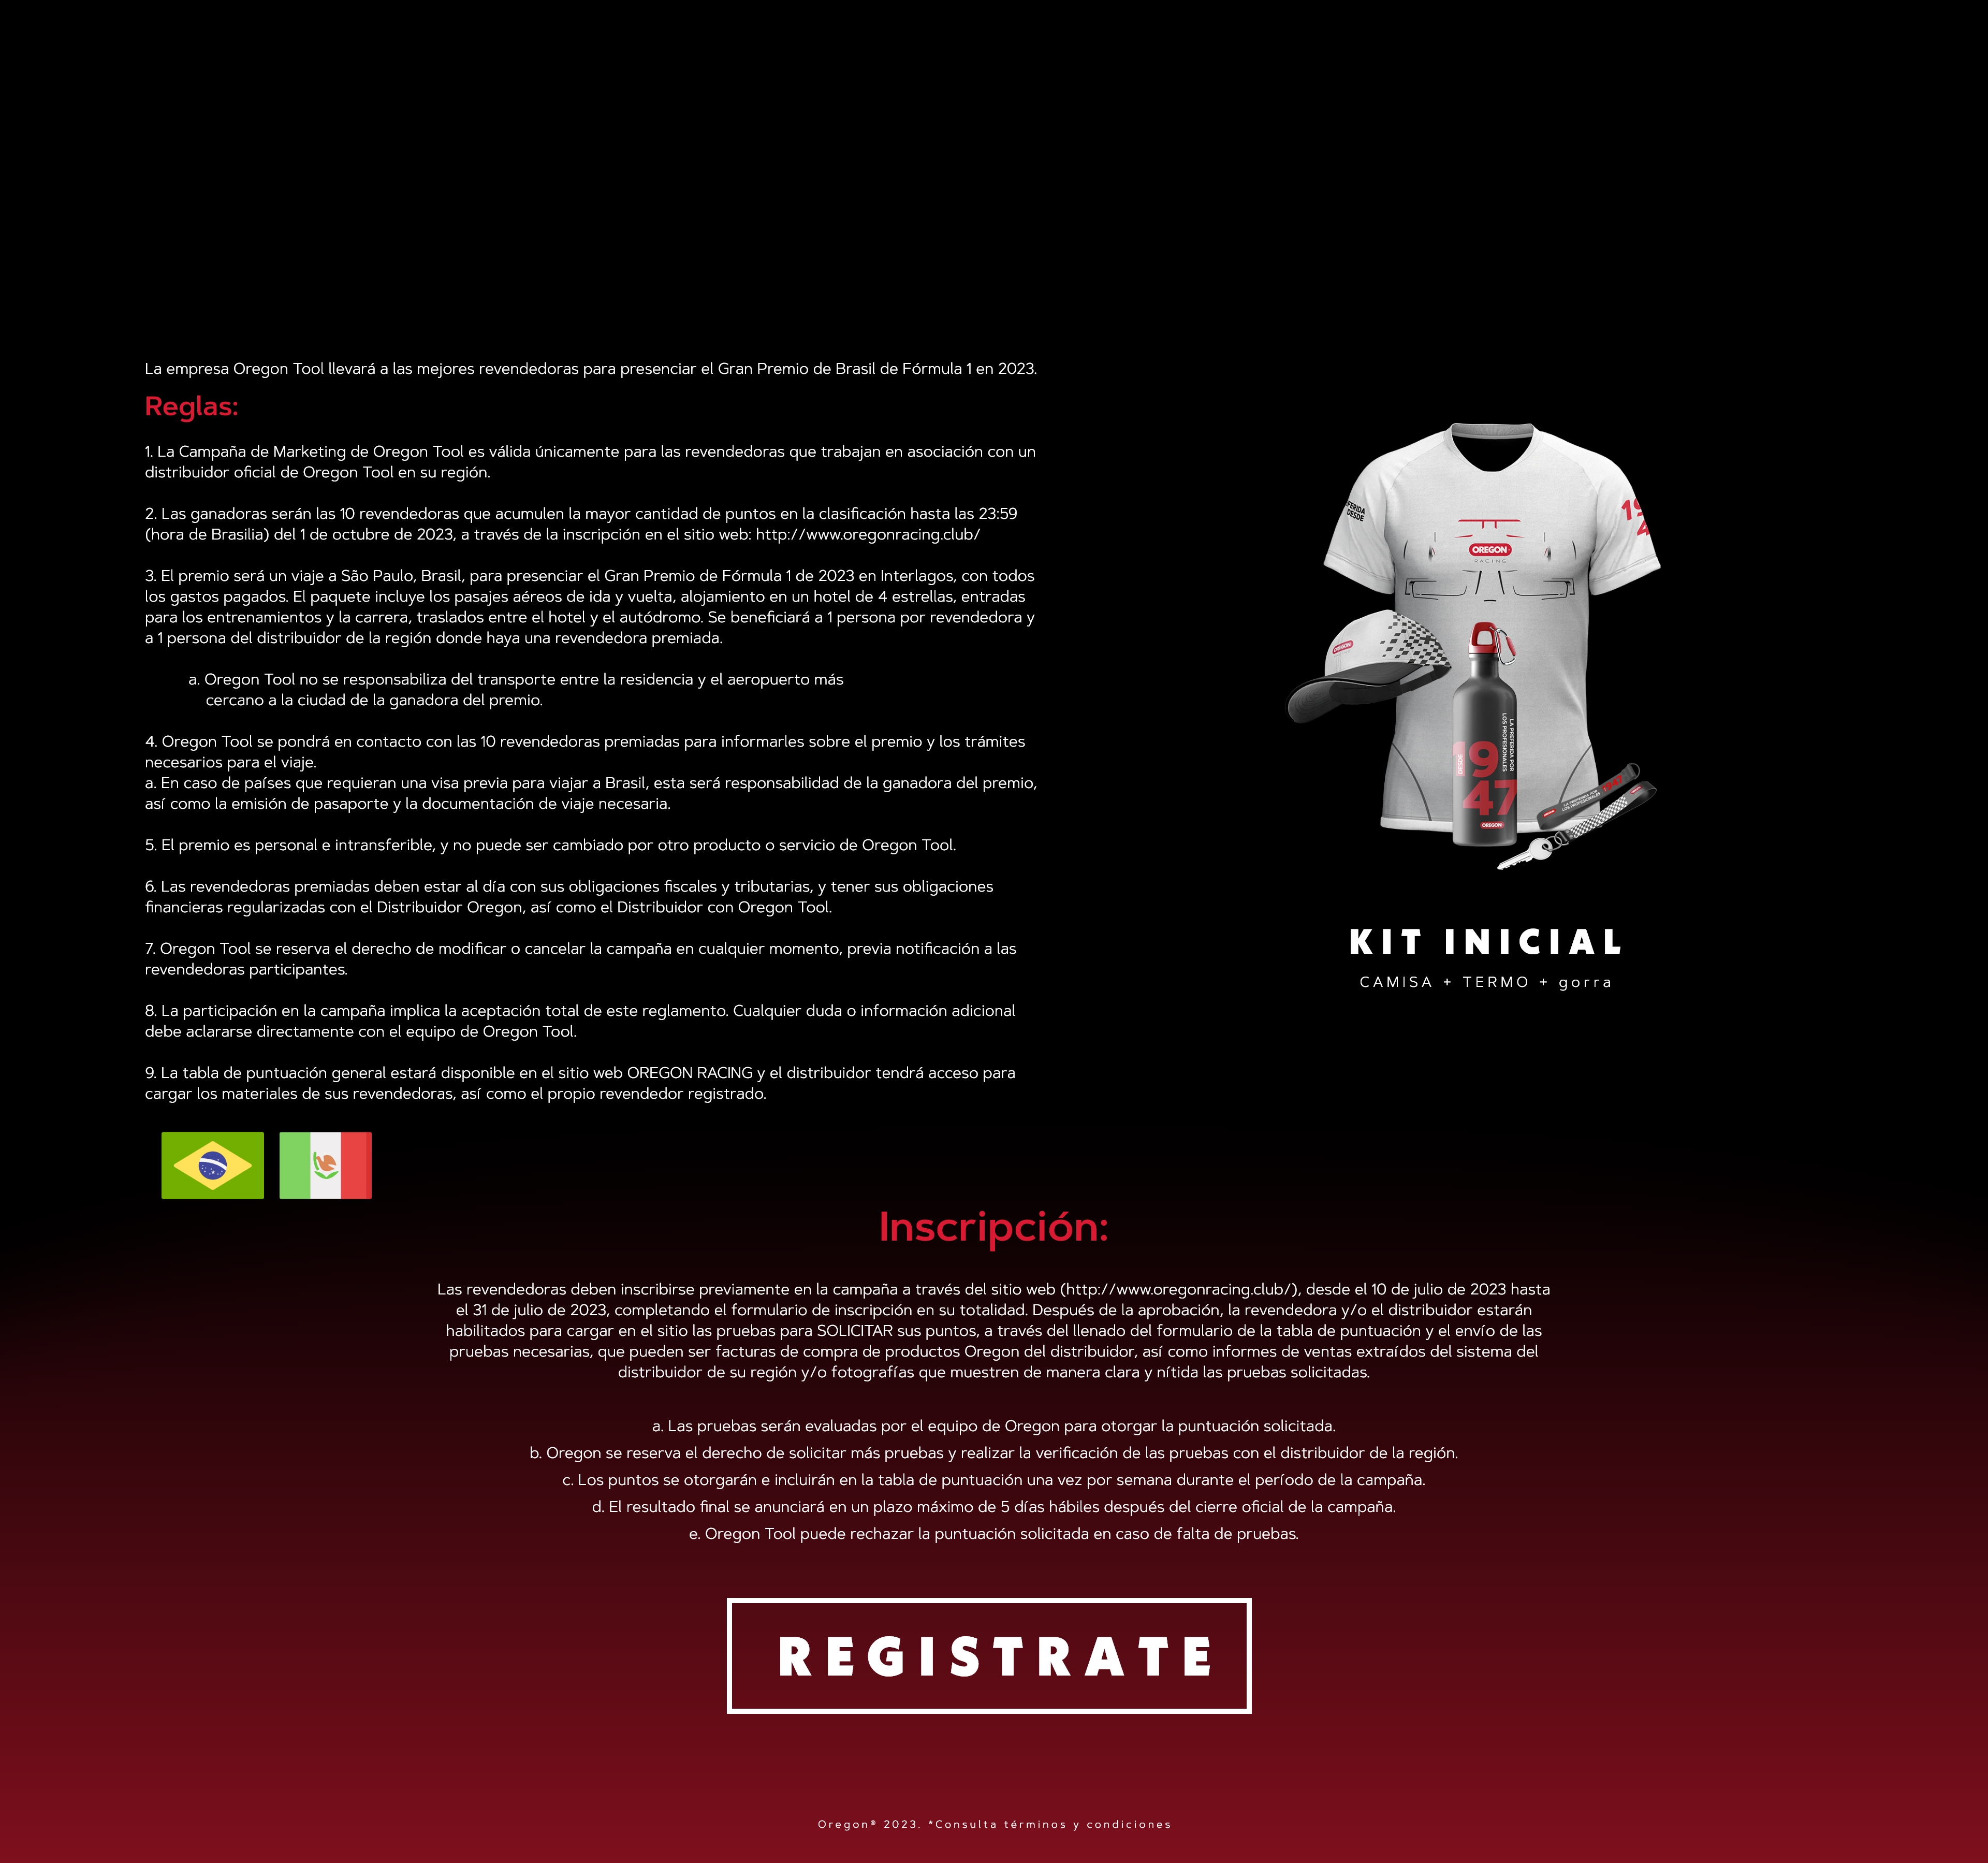 La empresa Oregon Tool llevará a las mejores revendedoras para presenciar el Gran Premio de Brasil de Fórmula 1 en 2023.
Reglas:
1. La Campaña de Marketing de Oregon Tool es válida únicamente para las revendedoras que trabajan en asociación con un
distribuidor oficial de Oregon Tool en su región.
2. Las ganadoras serán las 10 revendedoras que acumulen la mayor cantidad de puntos en la clasificación hasta las 23:59
(hora de Brasilia) del 1 de octubre de 2023, a través de la inscripción en el sitio web: http://www.oregonracing.club/
3. El premio será un viaje a São Paulo, Brasil, para presenciar el Gran Premio de Fórmula 1 de 2023 en Interlagos, con todos
los gastos pagados. El paquete incluye los pasajes aéreos de ida y vuelta, alojamiento en un hotel de 4 estrellas, entradas
para los entrenamientos y la carrera, traslados entre el hotel y el autódromo. Se beneficiará a 1 persona por revendedora y
a 1 persona del distribuidor de la región donde haya una revendedora premiada.
a. Oregon Tool no se responsabiliza del transporte entre la residencia y el aeropuerto más
cercano a la ciudad de la ganadora del premio.
4. Oregon Tool se pondrá en contacto con las 10 revendedoras premiadas para informarles sobre el premio y los trámites
necesarios para el viaje.
a. En caso de países que requieran una visa previa para viajar a Brasil, esta será responsabilidad de la ganadora del premio,
así como la emisión de pasaporte y la documentación de viaje necesaria.
5. El premio es personal e intransferible, y no puede ser cambiado por otro producto o servicio de Oregon Tool.
6. Las revendedoras premiadas deben estar al día con sus obligaciones fiscales y tributarias, y tener sus obligaciones
financieras regularizadas con el Distribuidor Oregon, así como el Distribuidor con Oregon Tool.
7. Oregon Tool se reserva el derecho de modificar o cancelar la campaña en cualquier momento, previa notificación a las
revendedoras participantes.
8. La participación en la campaña implica la aceptación total de este reglamento. Cualquier duda o información adicional
debe aclararse directamente con el equipo de Oregon Tool.
9. La tabla de puntuación general estará disponible en el sitio web OREGON RACING y el distribuidor tendrá acceso para
cargar los materiales de sus revendedoras, así como el propio revendedor registrado.
FERIDA
DESDE
19
4
OREGON
RACING
OREGON
LA PREFERIDA POR
LOS PROFESIONALES
19
47
OREGON
LA PREFERIDA POR
LOS PROFESIONALES
1947
KIT INICIAL
CAMISA + TERMO + gorra
Inscripción:
Las revendedoras deben inscribirse previamente en la campaña a través del sitio web (http://www.oregonracing.club/), desde el 10 de julio de 2023 hasta
el 31 de julio de 2023, completando el formulario de inscripción en su totalidad. Después de la aprobación, la revendedora y/o el distribuidor estarán
habilitados para cargar en el sitio las pruebas para SOLICITAR sus puntos, a través del llenado del formulario de la tabla de puntuación y el envío de las
pruebas necesarias, que pueden ser facturas de compra de productos Oregon del distribuidor, así como informes de ventas extraídos del sistema del
distribuidor de su región y/o fotografías que muestren de manera clara y nítida las pruebas solicitadas.
a. Las pruebas serán evaluadas por el equipo de Oregon para otorgar la puntuación solicitada.
b. Oregon se reserva el derecho de solicitar más pruebas y realizar la verificación de las pruebas con el distribuidor de la región.
c. Los puntos se otorgarán e incluirán en la tabla de puntuación una vez por semana durante el período de la campaña.
d. El resultado final se anunciará en un plazo máximo de 5 días hábiles después del cierre oficial de la campaña.
e. Oregon Tool puede rechazar la puntuación solicitada en caso de falta de pruebas.
REGISTRATE
Oregon® 2023. *Consulta términos y condiciones